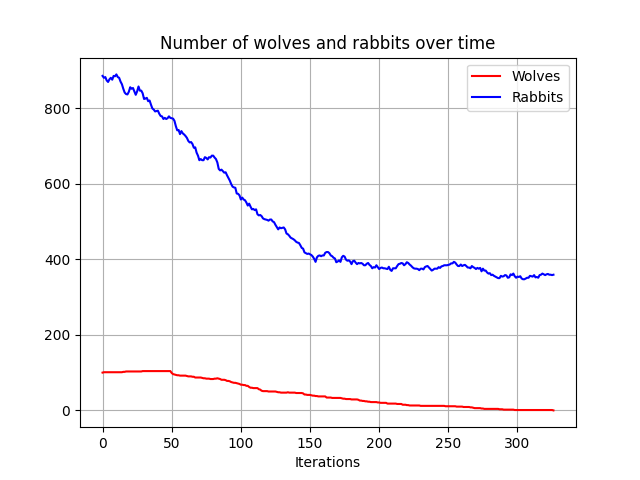 Number of wolves and rabbits over time
Wolves
Rabbits
800
600
400
200
0
0 50 100 150 200 250 300
Iterations